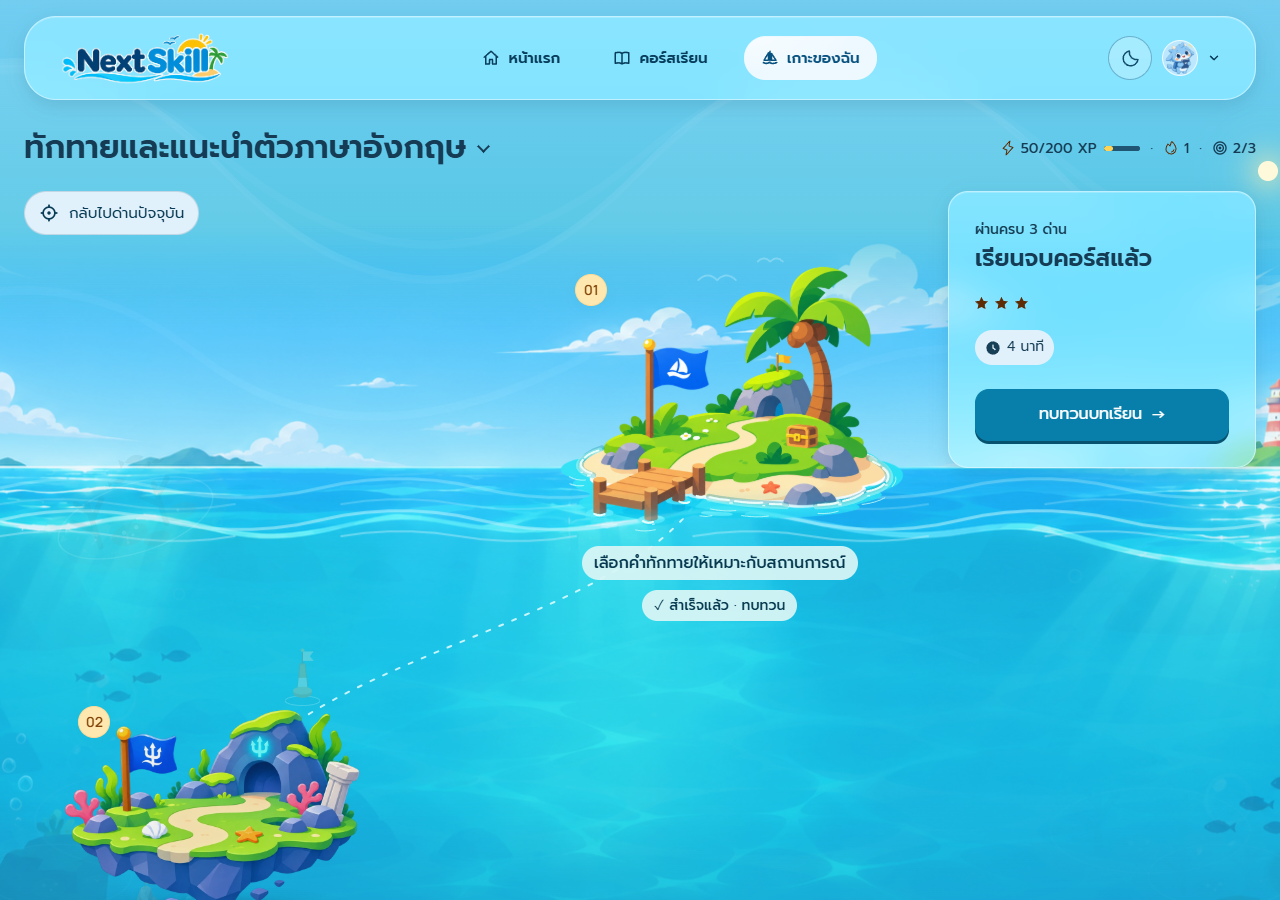 Next Skill
หน้าแรก
คอร์สเรียน
เกาะของฉัน
ทักทายและแนะนำตัวภาษาอังกฤษ
50/200 XP · 1 · 2/3
กลับไปด่านปัจจุบัน
ผ่านครบ 3 ด่าน
เรียนจบคอร์สแล้ว
4 นาที
ทบทวนบทเรียน →
01
เลือกคำทักทายให้เหมาะกับสถานการณ์
✓ สำเร็จแล้ว · ทบทวน
02